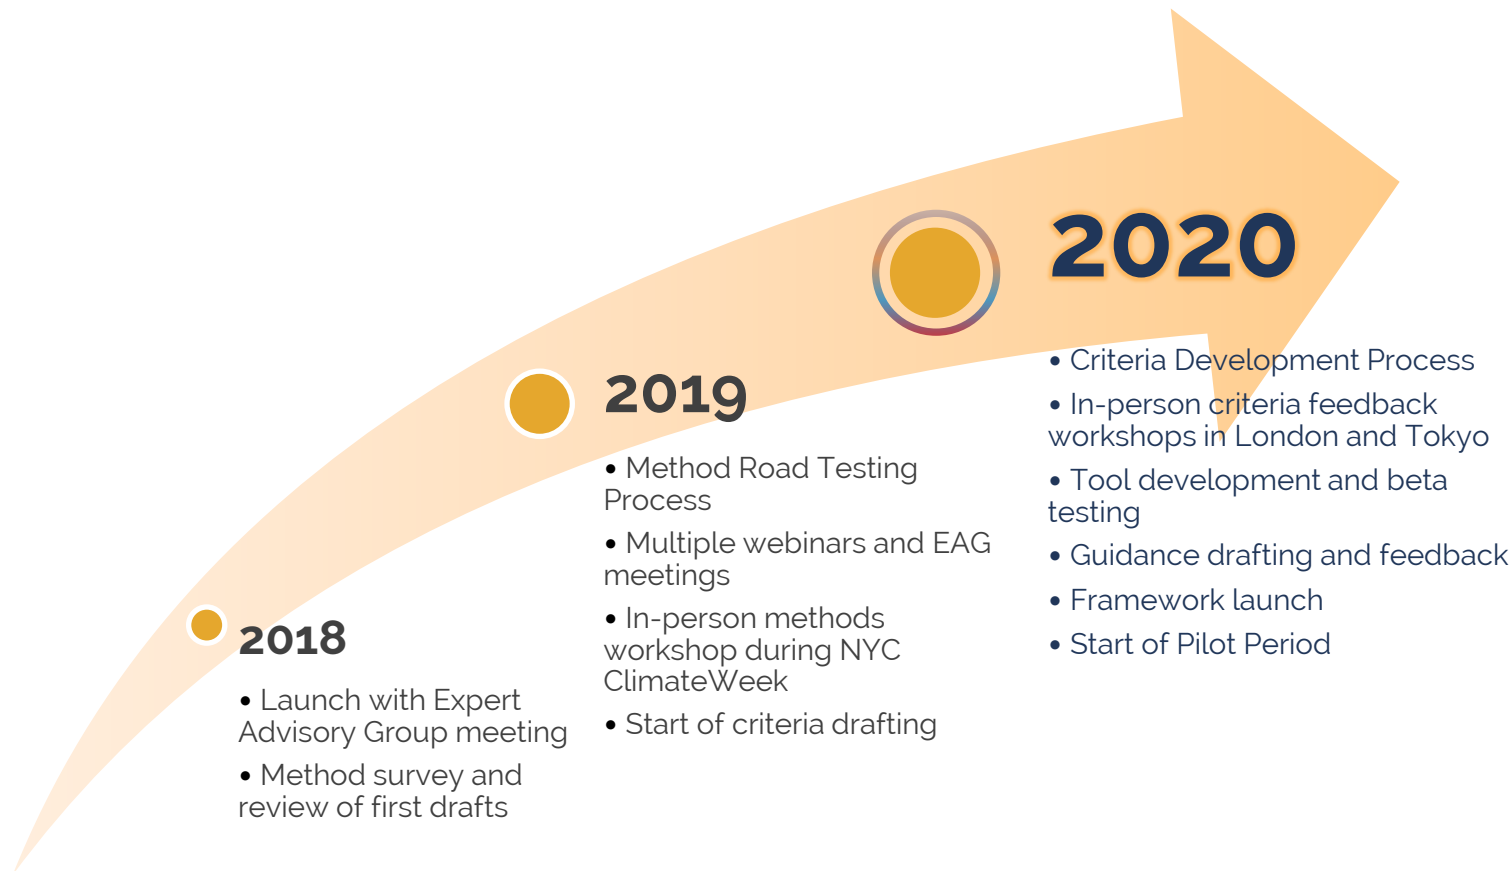 2018
• Launch with Expert
Advisory Group meeting
• Method survey and
review of first drafts
2019
• Method Road Testing
Process
• Multiple webinars and EAG
meetings
• In-person methods
workshop during NYC
ClimateWeek
• Start of criteria drafting
2020
• Criteria Development Process
• In-person criteria feedback
workshops in London and Tokyo
• Tool development and beta
testing
• Guidance drafting and feedback
• Framework launch
• Start of Pilot Period